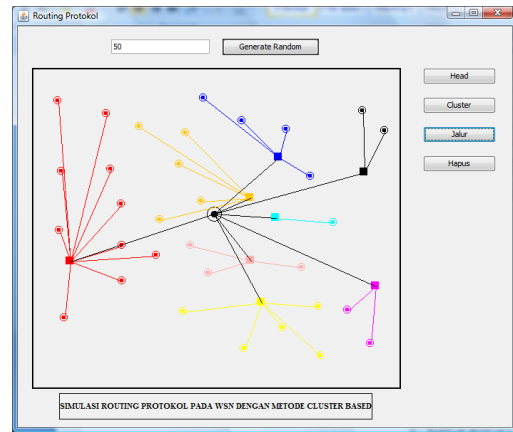 Routing Protokol
50
Generate Random
Head
Cluster
Jalur
Hapus
SIMULASI ROUTING PROTOKOL PADA WSN DENGAN METODE CLUSTER BASED